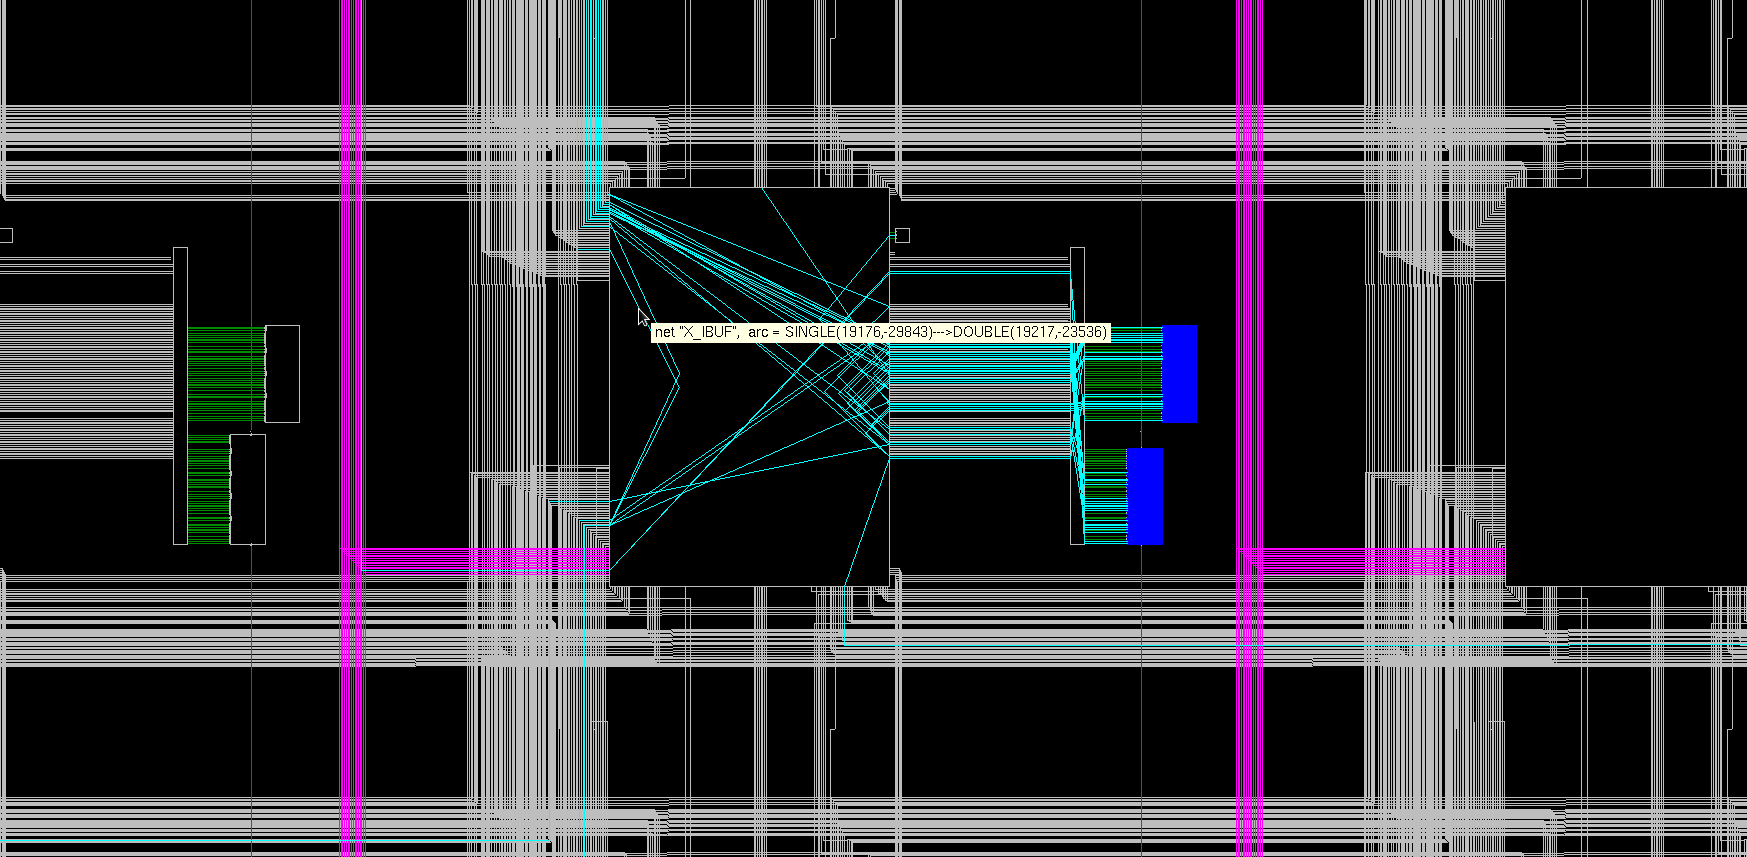 net "X_IBUF", arc = SINGLE(19176,-29843)--->DOUBLE(19217,-23536)